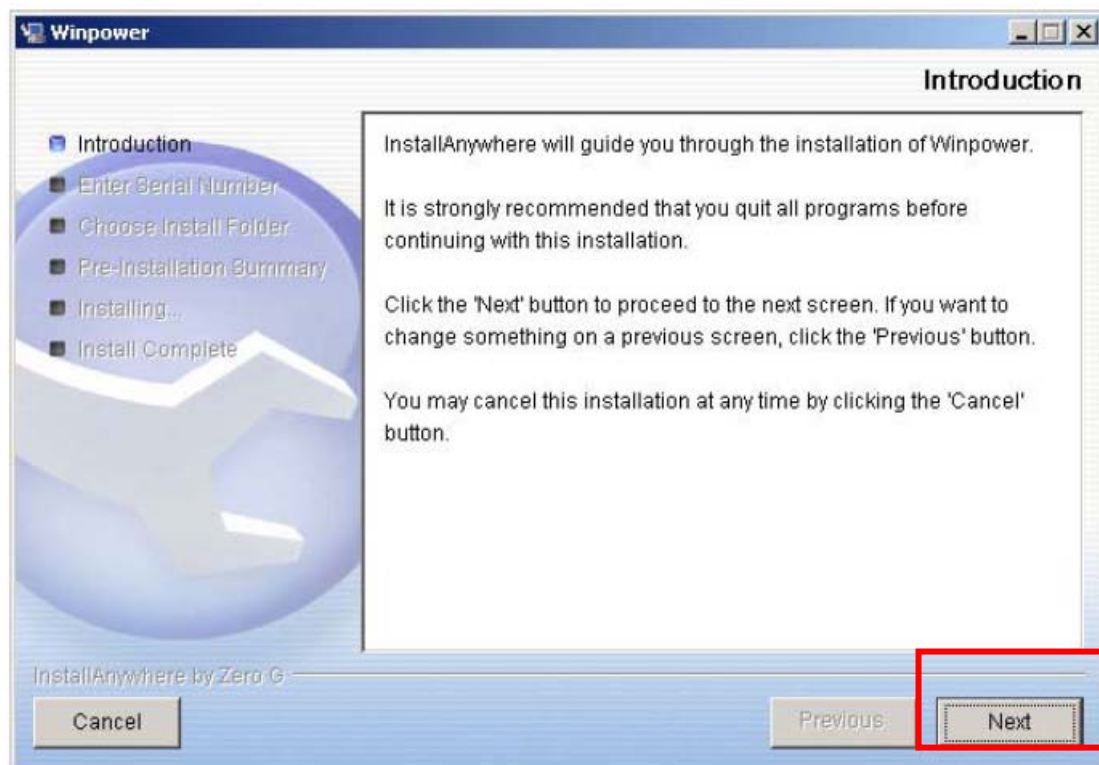 Winpower
Introduction
Introduction
Enter Serial Number
Choose Install Folder
Pre-Installation Summary
Installing...
Install Complete
InstallAnywhere will guide you through the installation of Winpower.
It is strongly recommended that you quit all programs before
continuing with this installation.
Click the 'Next' button to proceed to the next screen. If you want to
change something on a previous screen, click the 'Previous' button.
You may cancel this installation at any time by clicking the 'Cancel'
button.
InstallAnywhere by Zero G
Cancel
Previous
Next